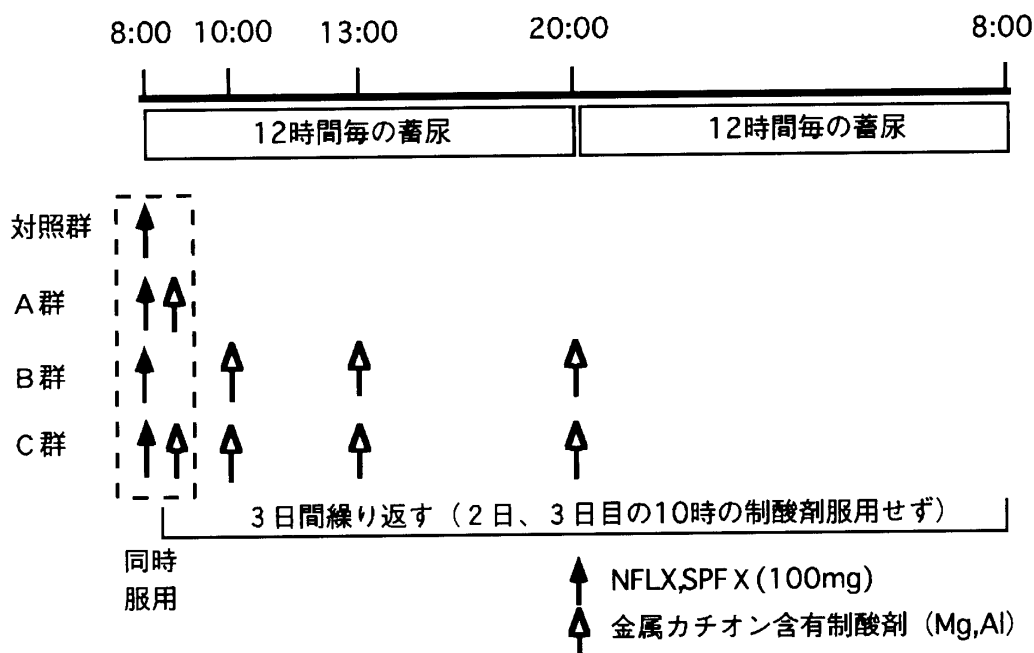 8:00 10:00 13:00 20:00 8:00
12時間毎の蓄尿 12時間毎の蓄尿
対照群
A群
B群
C群
3日間繰り返す（2日、3日目の10時の制酸剤服用せず）
同時
服用
NFLX,SPFX(100mg)
金属カチオン含有制酸剤（Mg,Al）